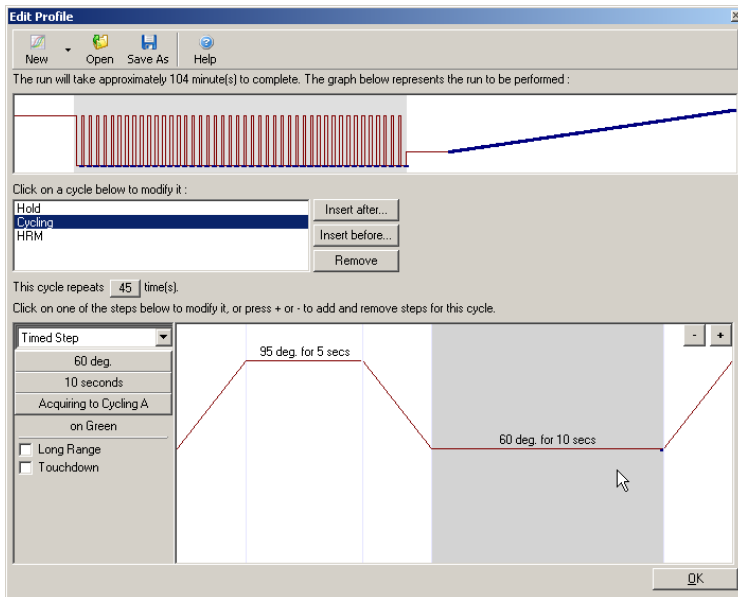 Edit Profile
New Open Save As Help
The run will take approximately 104 minute(s) to complete. The graph below represents the run to be performed :
Click on a cycle below to modify it :
Hold
Cycling
HRM
Insert after...
Insert before...
Remove
This cycle repeats 45 time(s).
Click on one of the steps below to modify it, or press + or - to add and remove steps for this cycle.
Timed Step
60 deg.
10 seconds
Acquiring to Cycling A
on Green
Long Range
Touchdown
- +
95 deg. for 5 secs
60 deg. for 10 secs
OK